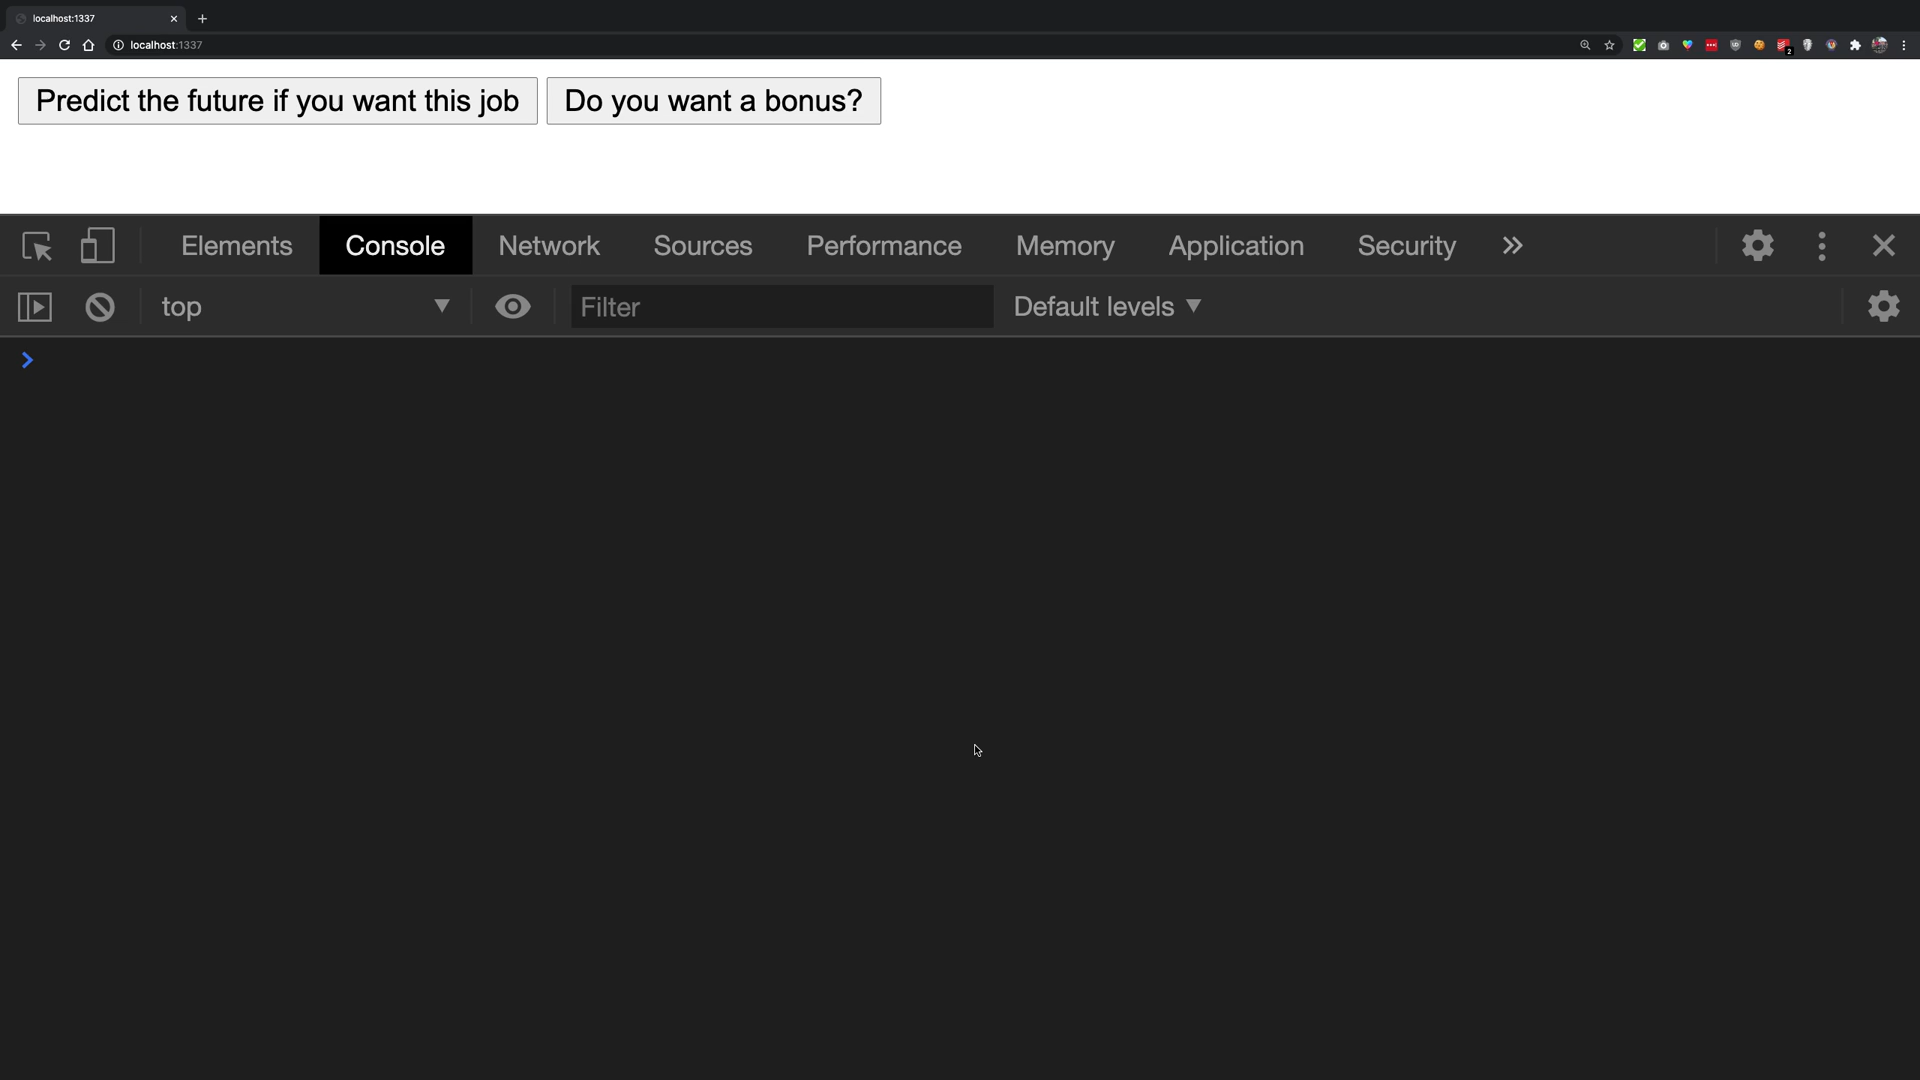 localhost:1337
localhost:1337
2
Predict the future if you want this job Do you want a bonus?
Elements Console Network Sources Performance Memory Application Security
top Filter Default levels